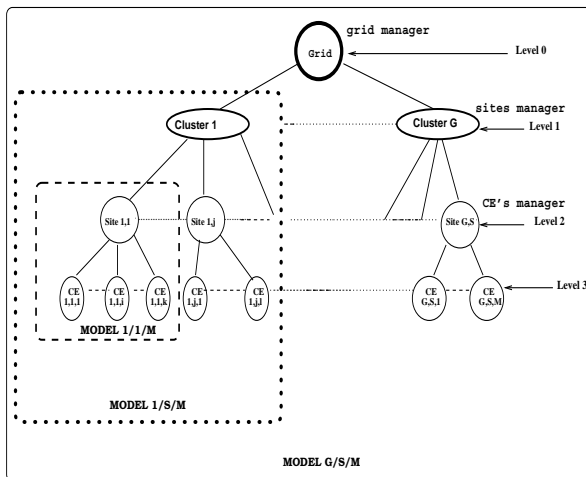 grid manager
Grid
Level 0
sites manager
Cluster 1
Cluster G
Level 1
CE's manager
Site 1,1
Site 1,j
Site G,S
Level 2
Level 3
CE
1,1,1
CE
1,1,i
CE
1,1,k
CE
1,j,1
CE
1,j,l
CE
G,S,1
CE
G,S,M
MODEL 1/1/M
MODEL 1/S/M
MODEL G/S/M